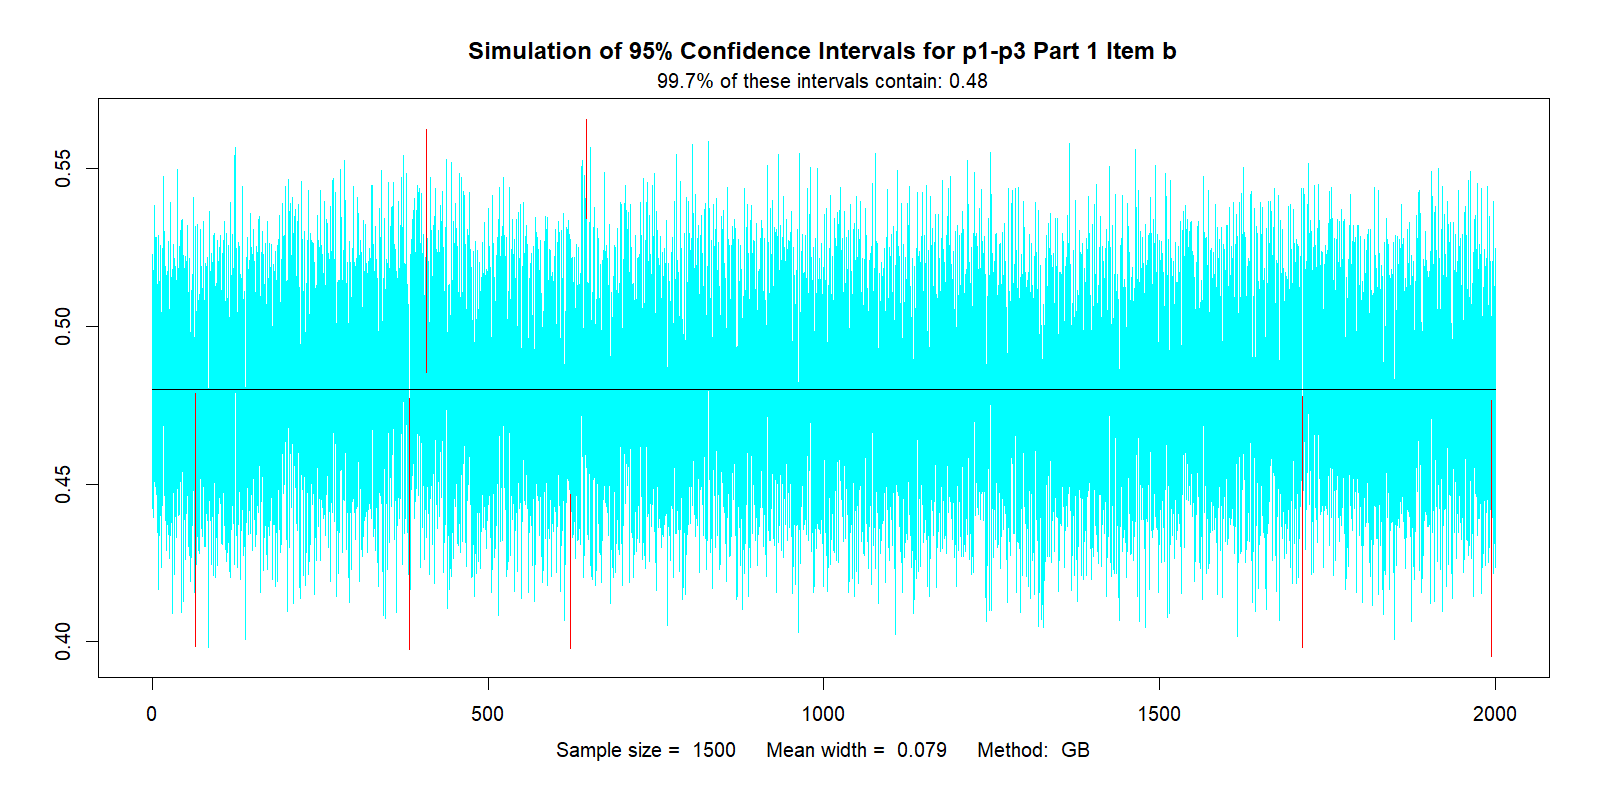 Simulation of 95% Confidence Intervals for p1-p3 Part 1 Item b
99.7% of these intervals contain: 0.48
0.55
0.50
0.45
0.40
0 500 1000 1500 2000
Sample size = 1500 Mean width = 0.079 Method: GB